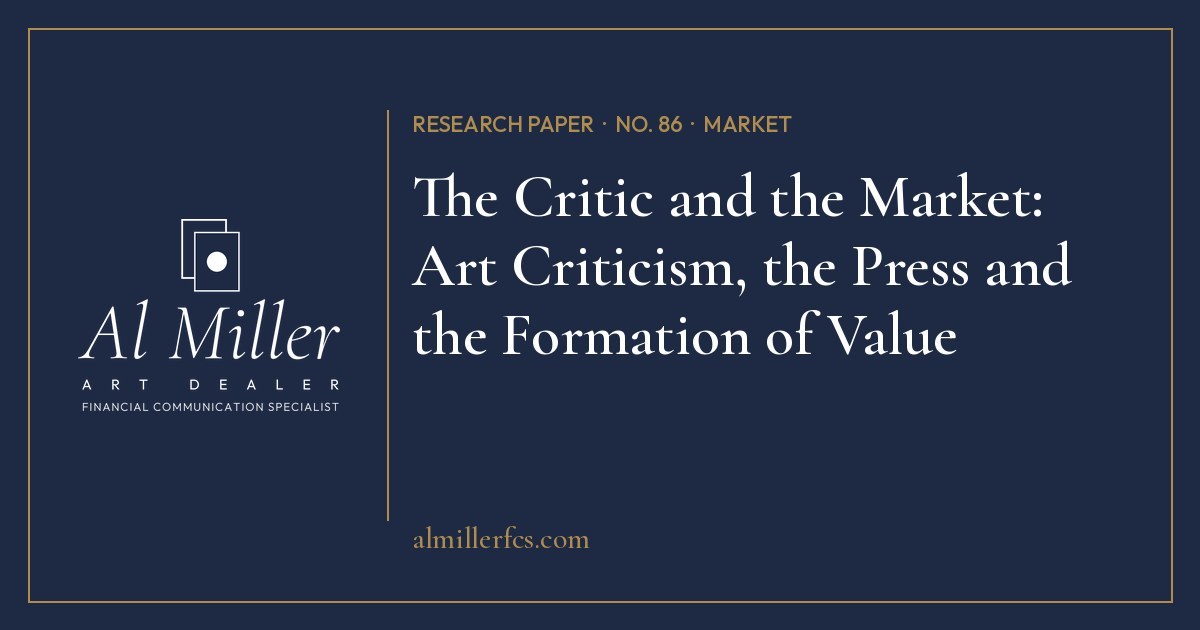 Al Miller
ART DEALER
FINANCIAL COMMUNICATION SPECIALIST
RESEARCH PAPER · NO. 86 · MARKET
The Critic and the Market:
Art Criticism, the Press and
the Formation of Value
almillerfcs.com